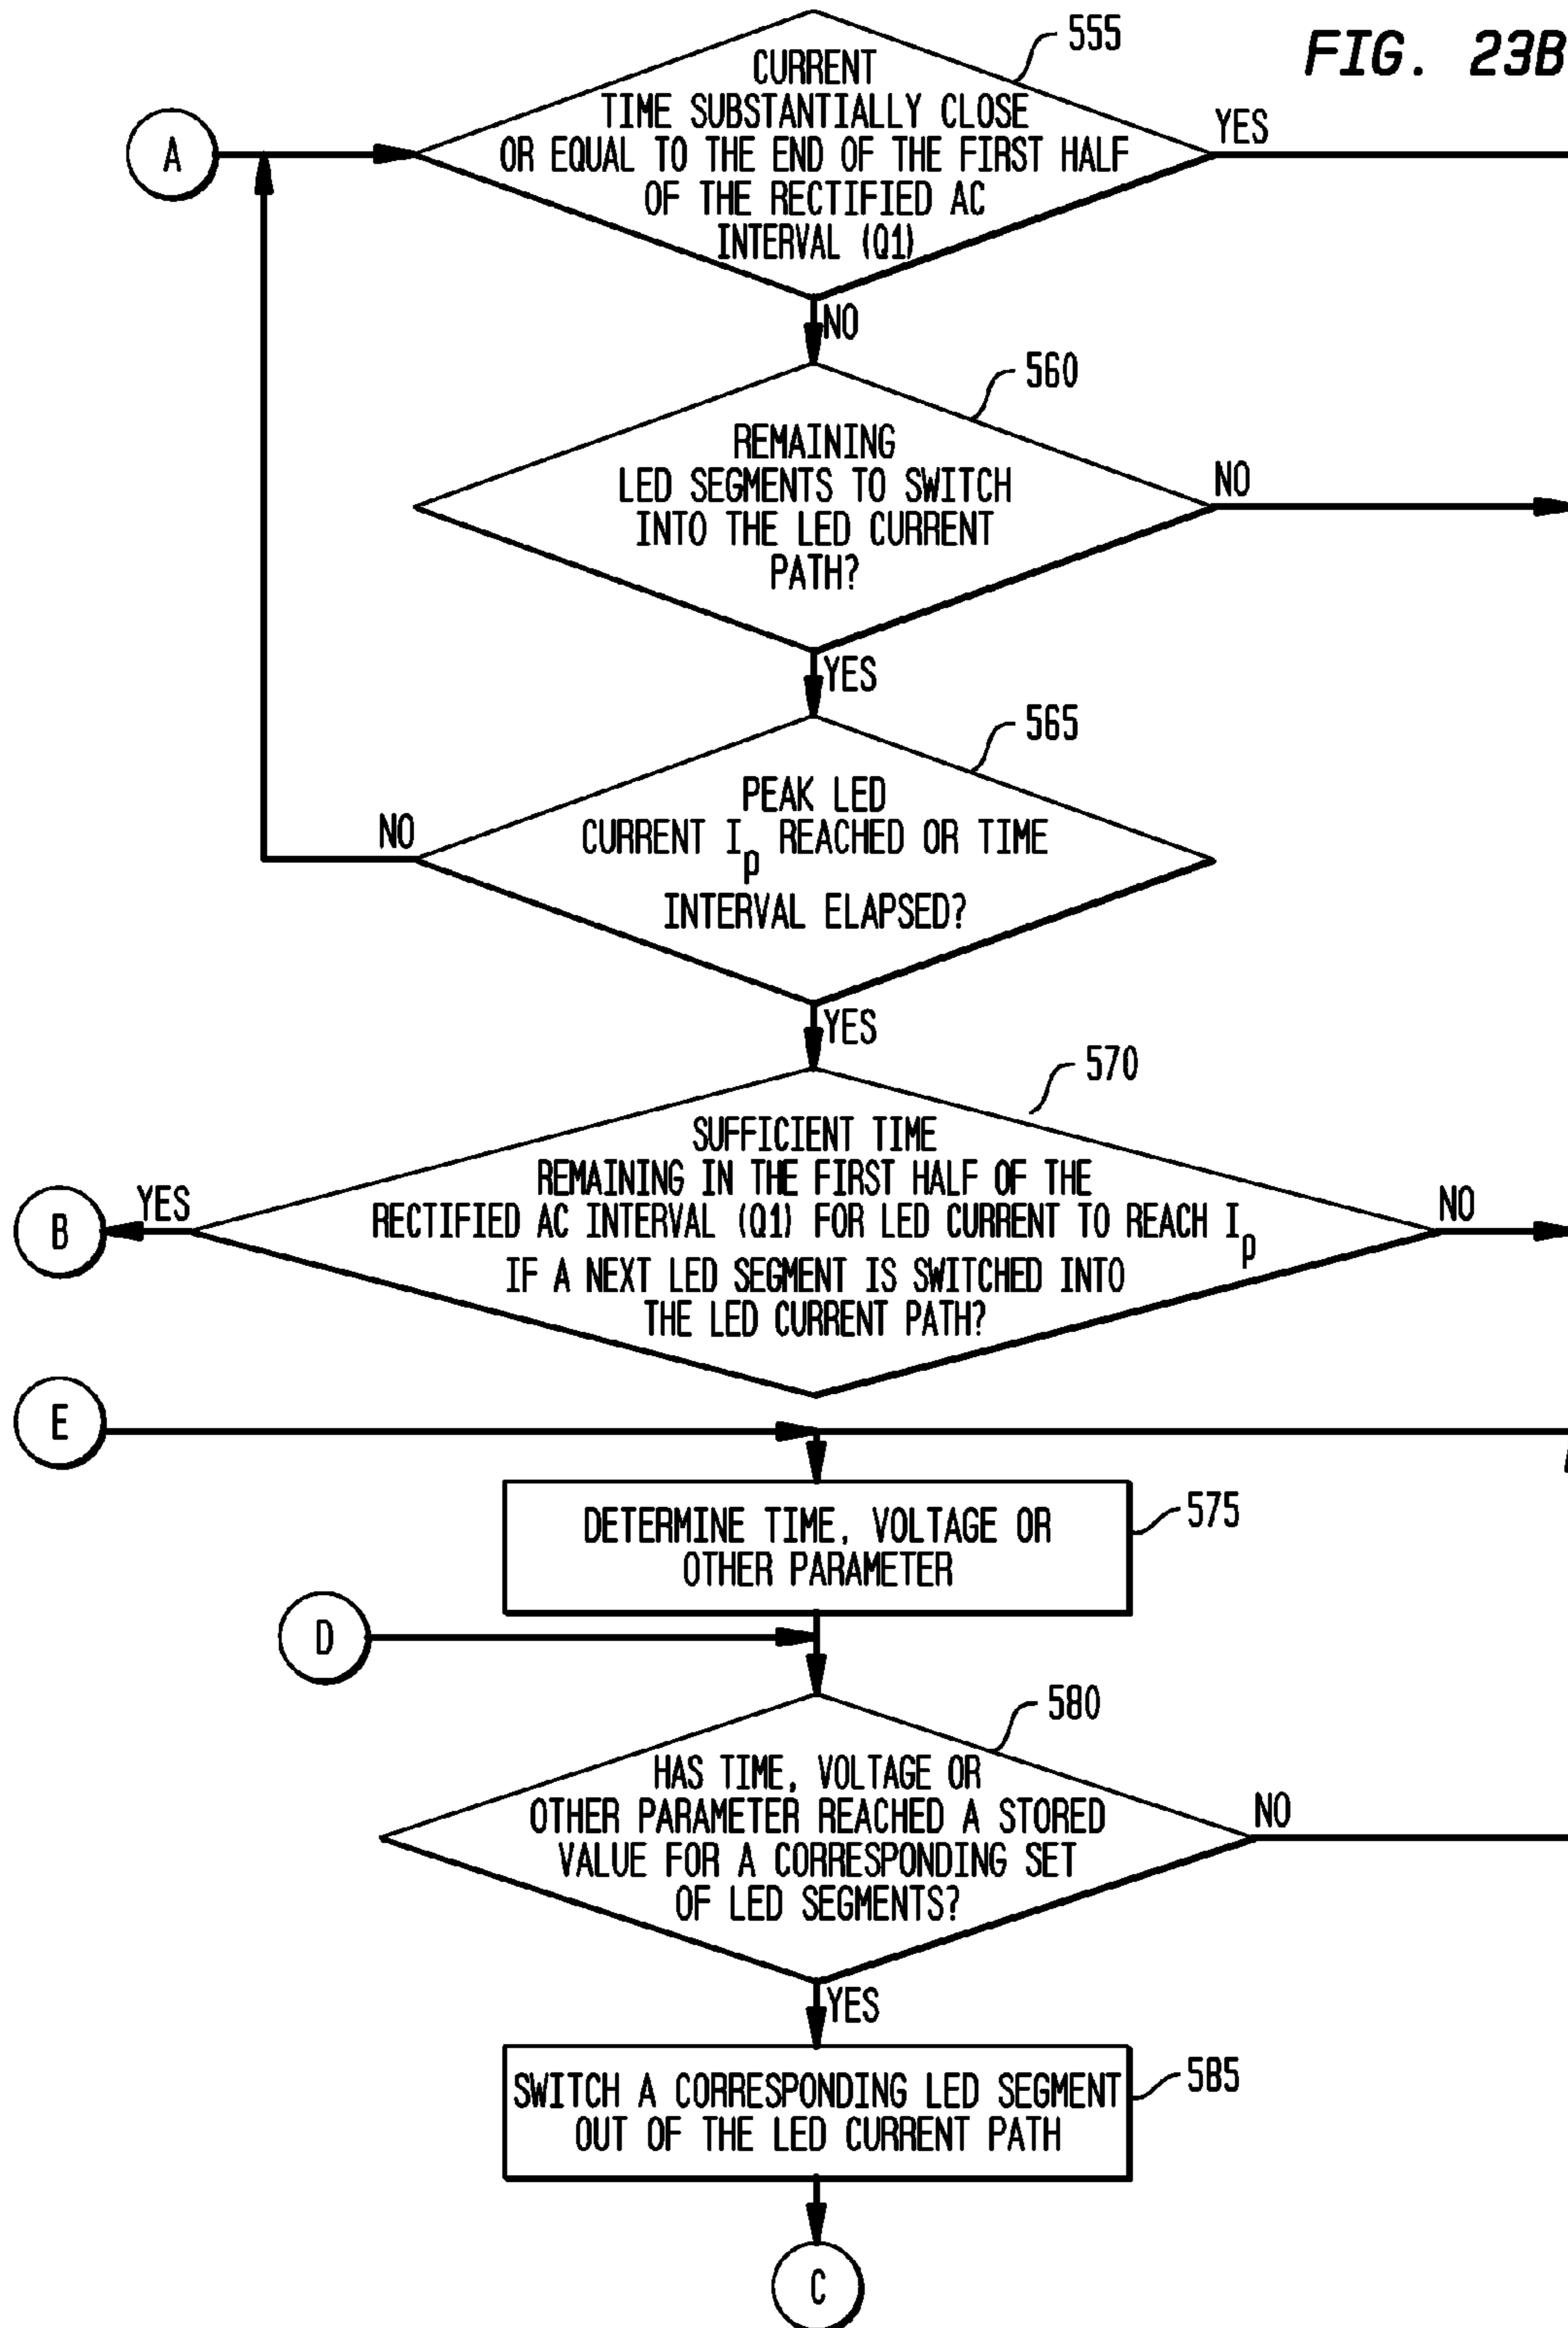 FIG. 23B
555
CURRENT
TIME SUBSTANTIALLY CLOSE
OR EQUAL TO THE END OF THE FIRST HALF
OF THE RECTIFIED AC
INTERVAL (Q1)
A
YES
NO
560
REMAINING
LED SEGMENTS TO SWITCH
INTO THE LED CURRENT
PATH?
NO
YES
565
PEAK LED
CURRENT Ip REACHED OR TIME
INTERVAL ELAPSED?
NO
YES
570
SUFFICIENT TIME
REMAINING IN THE FIRST HALF OF THE
RECTIFIED AC INTERVAL (Q1) FOR LED CURRENT TO REACH Ip
IF A NEXT LED SEGMENT IS SWITCHED INTO
THE LED CURRENT PATH?
B
YES
NO
E
575
DETERMINE TIME, VOLTAGE OR
OTHER PARAMETER
D
580
HAS TIME, VOLTAGE OR
OTHER PARAMETER REACHED A STORED
VALUE FOR A CORRESPONDING SET
OF LED SEGMENTS?
NO
YES
585
SWITCH A CORRESPONDING LED SEGMENT
OUT OF THE LED CURRENT PATH
C